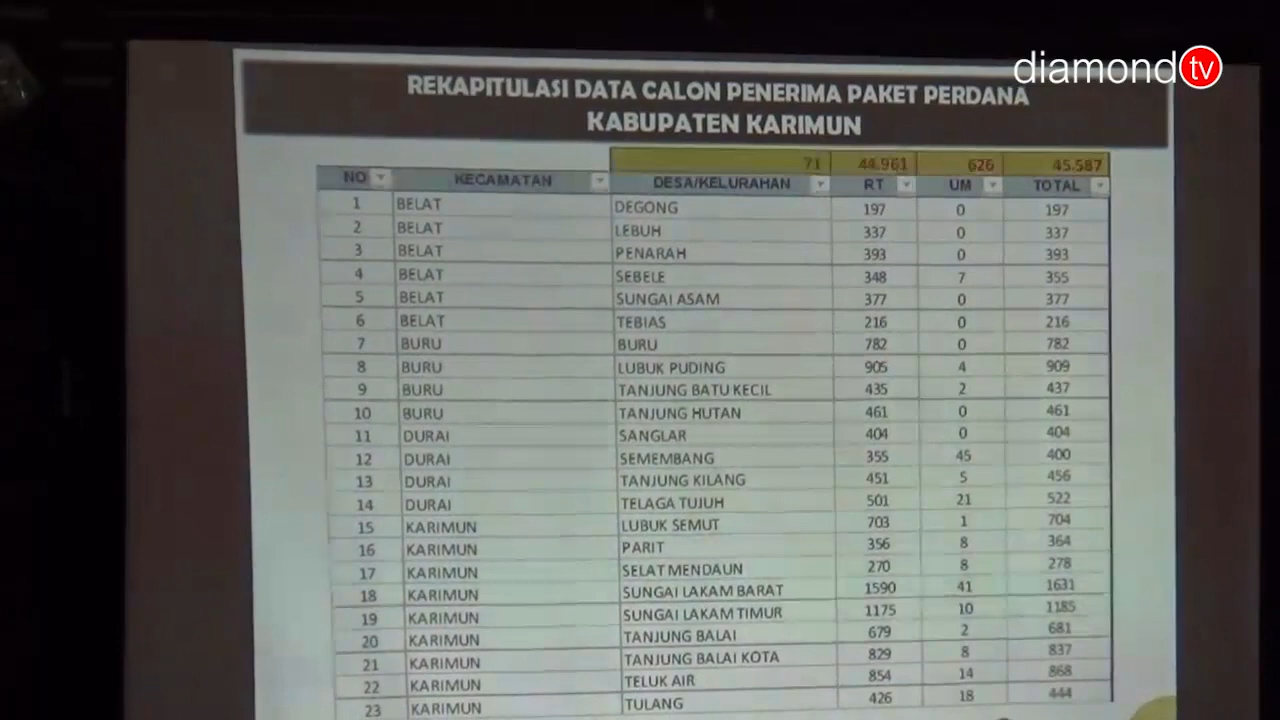 diamond tv
REKAPITULASI DATA CALON PENERIMA PAKET PERDANA
KABUPATEN KARIMUN
71 44.961 626 45.587
NO KECAMATAN DESA/KELURAHAN RT UM TOTAL
1 BELAT DEGONG 197 0 197
2 BELAT LEBUH 337 0 337
3 BELAT PENARAH 393 0 393
4 BELAT SEBELE 348 7 355
5 BELAT SUNGAI ASAM 377 0 377
6 BELAT TEBIAS 216 0 216
7 BURU BURU 782 0 782
8 BURU LUBUK PUDING 905 4 909
9 BURU TANJUNG BATU KECIL 435 2 437
10 BURU TANJUNG HUTAN 461 0 461
11 DURAI SANGLAR 404 0 404
12 DURAI SEMEMBANG 355 45 400
13 DURAI TANJUNG KILANG 451 5 456
14 DURAI TELAGA TUJUH 501 21 522
15 KARIMUN LUBUK SEMUT 703 1 704
16 KARIMUN PARIT 356 8 364
17 KARIMUN SELAT MENDAUN 270 8 278
18 KARIMUN SUNGAI LAKAM BARAT 1590 41 1631
19 KARIMUN SUNGAI LAKAM TIMUR 1175 10 1185
20 KARIMUN TANJUNG BALAI 679 2 681
21 KARIMUN TANJUNG BALAI KOTA 829 8 837
22 KARIMUN TELUK AIR 854 14 868
23 KARIMUN TULANG 426 18 444